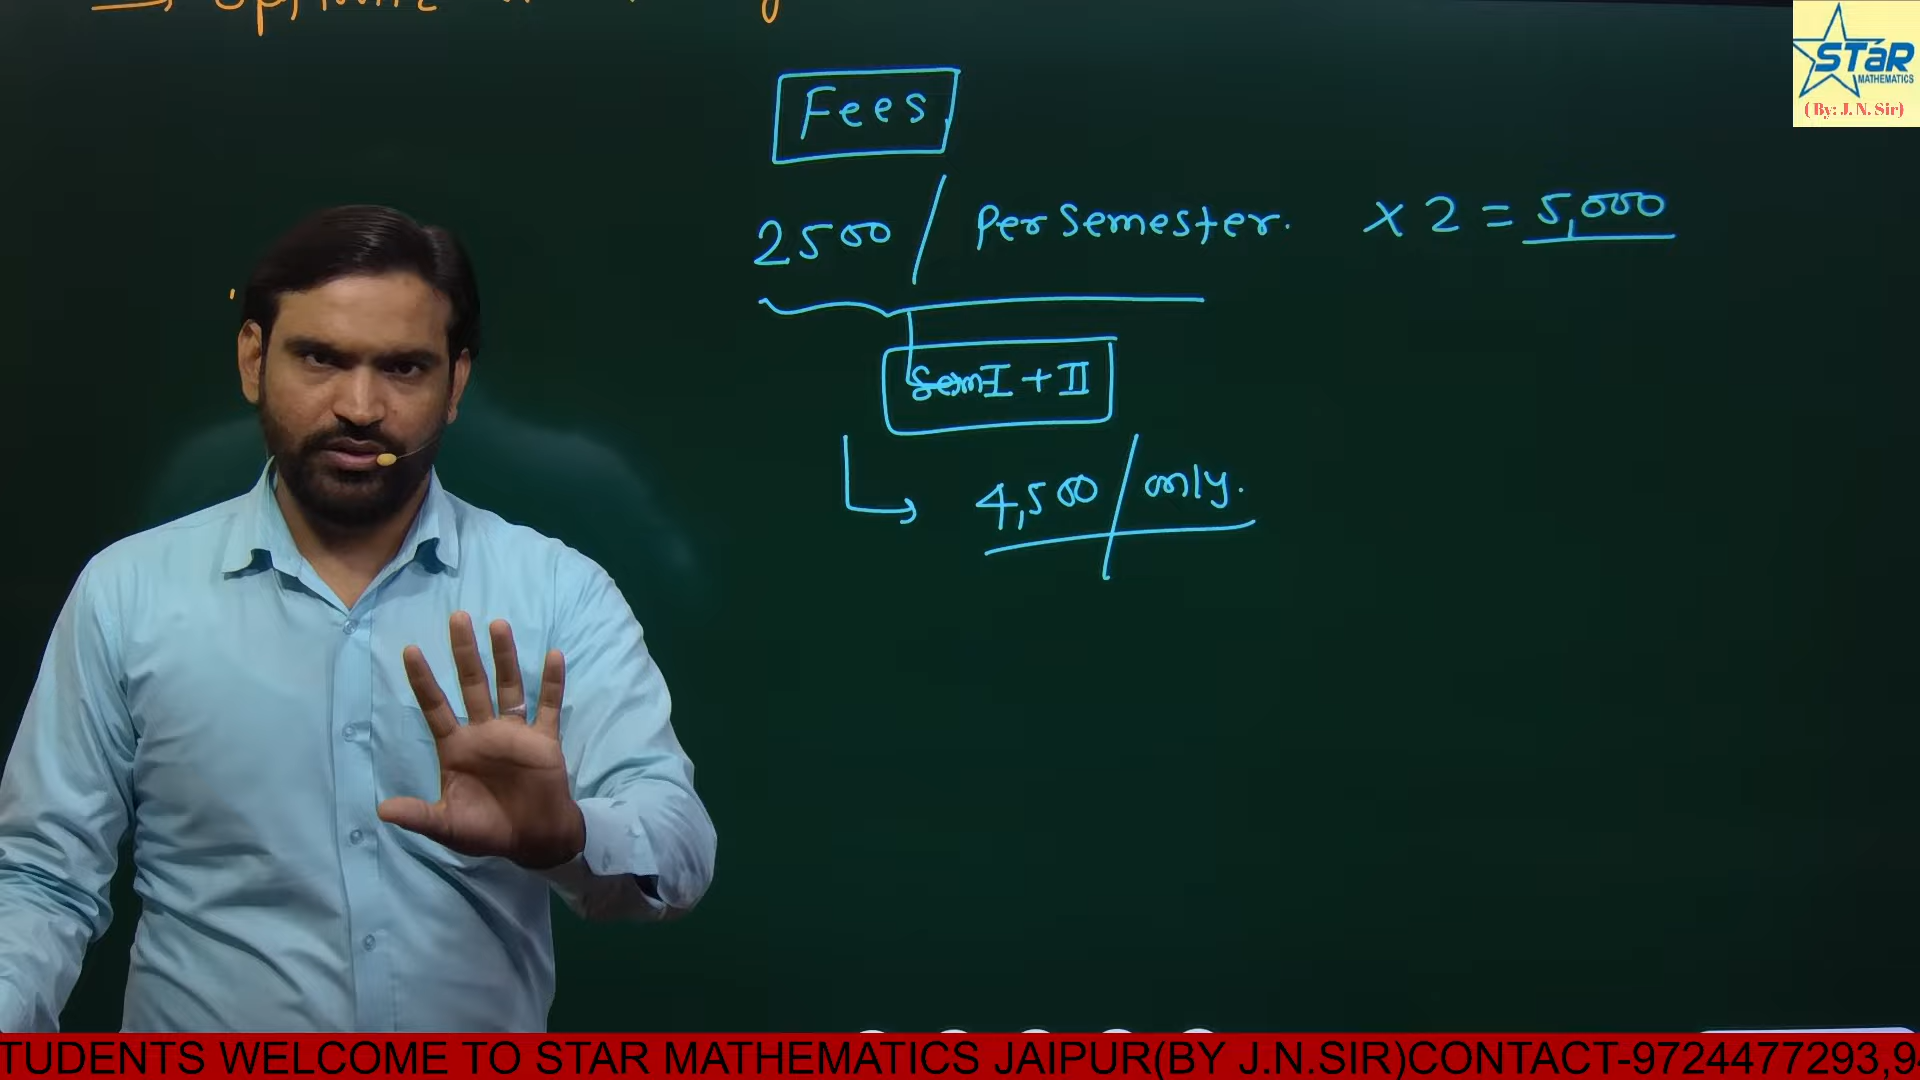 STaR
MATHEMATICS
( By: J. N. Sir)
Fees
2500/ Per semester. x 2 = 5,000
Sem I + II
4,500/ only.
TUDENTS WELCOME TO STAR MATHEMATICS JAIPUR(BY J.N.SIR)CONTACT-9724477293,9